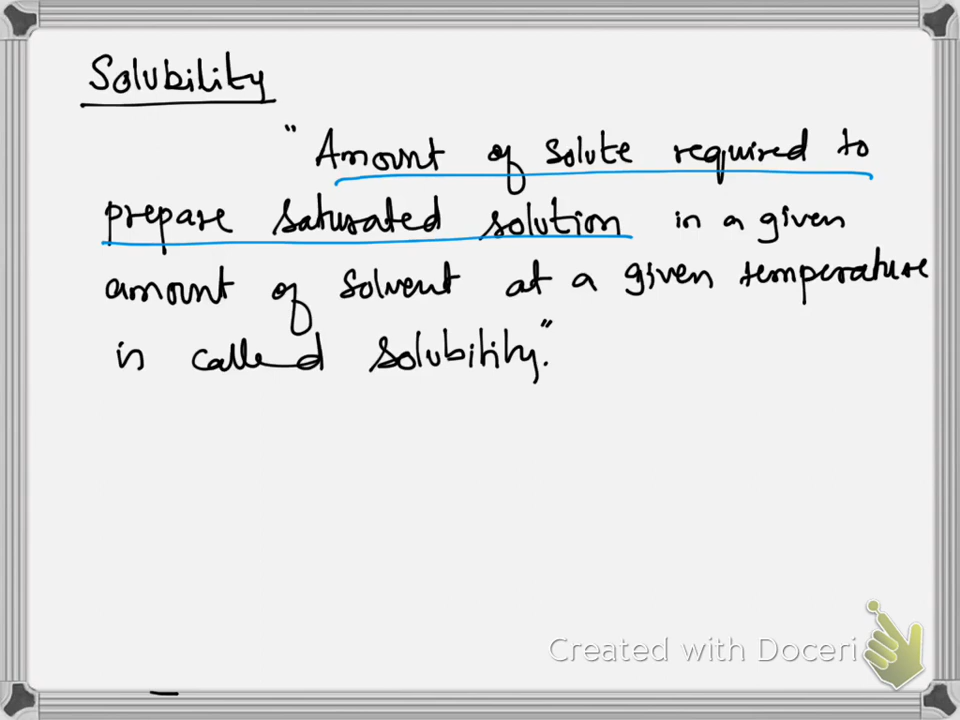 Solubility
" Amount of solute required to
prepare saturated solution in a given
amount of solvent at a given temperature
is called solubility."
Created with Doceri